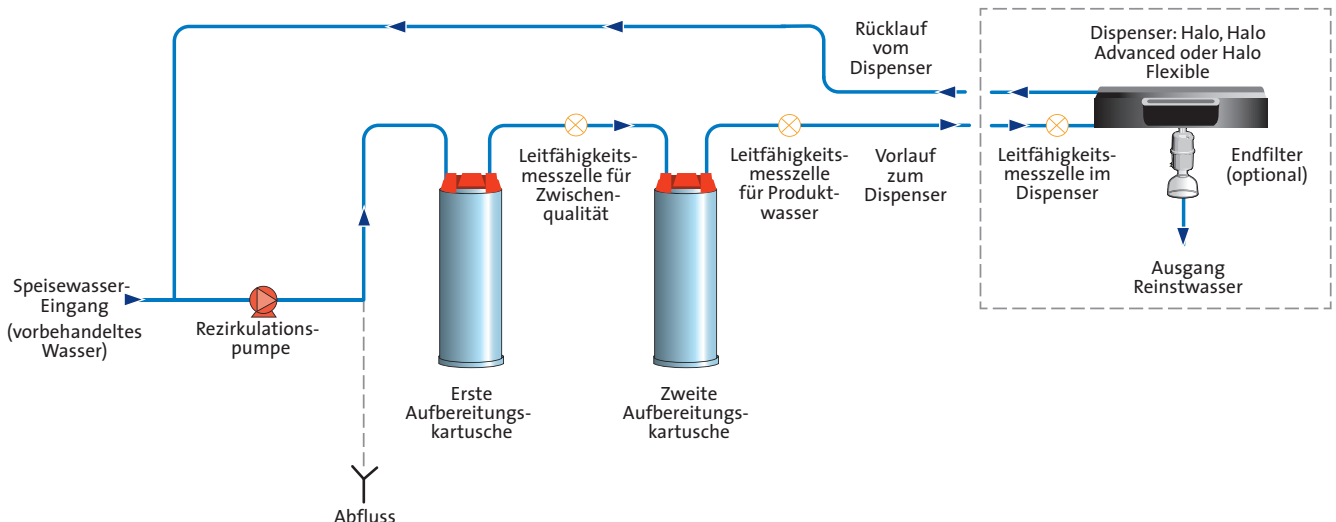 Rücklauf
vom
Dispenser
Dispenser: Halo, Halo
Advanced oder Halo
Flexible
Leitfähigkeits-
messzelle für
Zwischen-
qualität
Leitfähigkeits-
messzelle
für Produkt-
wasser
Vorlauf
zum
Dispenser
Leitfähigkeits-
messzelle im
Dispenser
Endfilter
(optional)
Ausgang
Reinstwasser
Speisewasser-
Eingang
(vorbehandeltes
Wasser)
Rezirkulations-
pumpe
Erste
Aufbereitungs-
kartusche
Zweite
Aufbereitungs-
kartusche
Abfluss